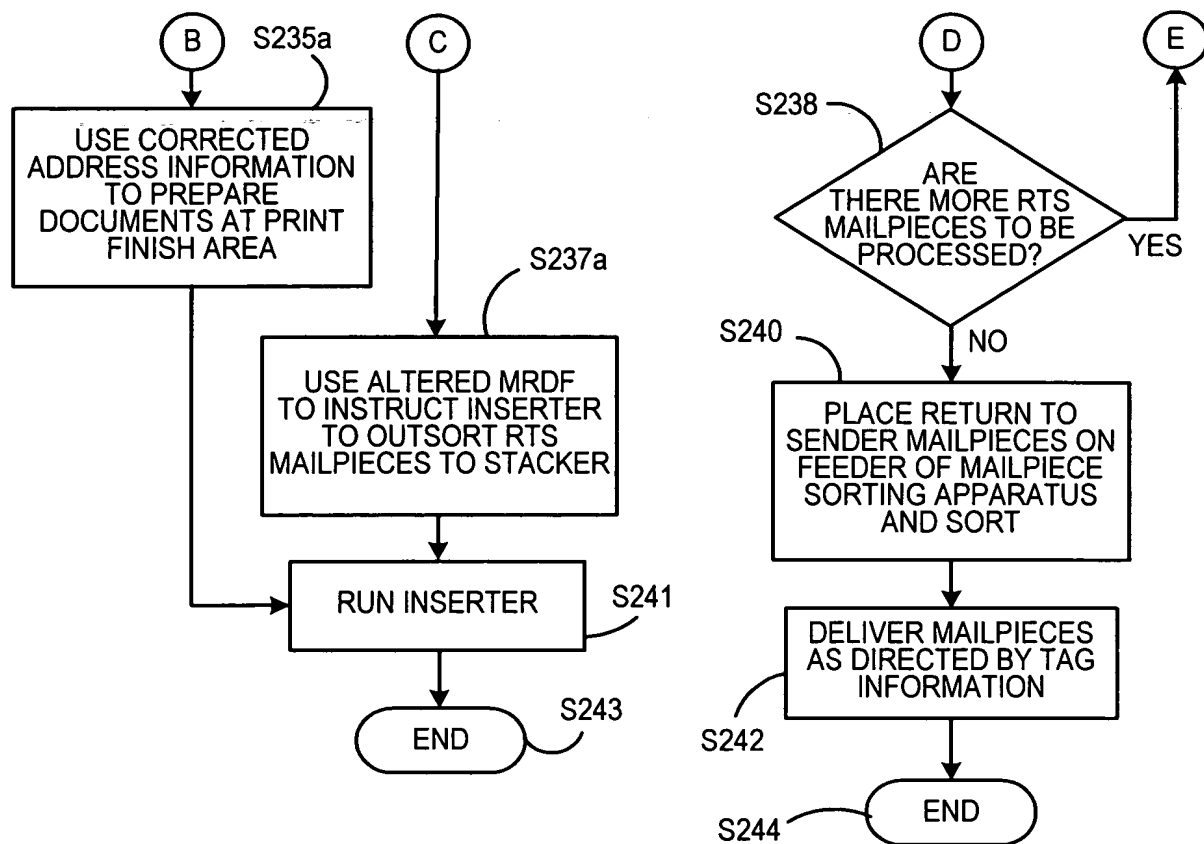 B
S235a
USE CORRECTED
ADDRESS INFORMATION
TO PREPARE
DOCUMENTS AT PRINT
FINISH AREA
C
S237a
USE ALTERED MRDF
TO INSTRUCT INSERTER
TO OUTSORT RTS
MAILPIECES TO STACKER
RUN INSERTER
S241
END
S243
D
E
S238
ARE
THERE MORE RTS
MAILPIECES TO BE
PROCESSED?
YES
NO
S240
PLACE RETURN TO
SENDER MAILPIECES ON
FEEDER OF MAILPIECE
SORTING APPARATUS
AND SORT
DELIVER MAILPIECES
AS DIRECTED BY TAG
INFORMATION
S242
END
S244